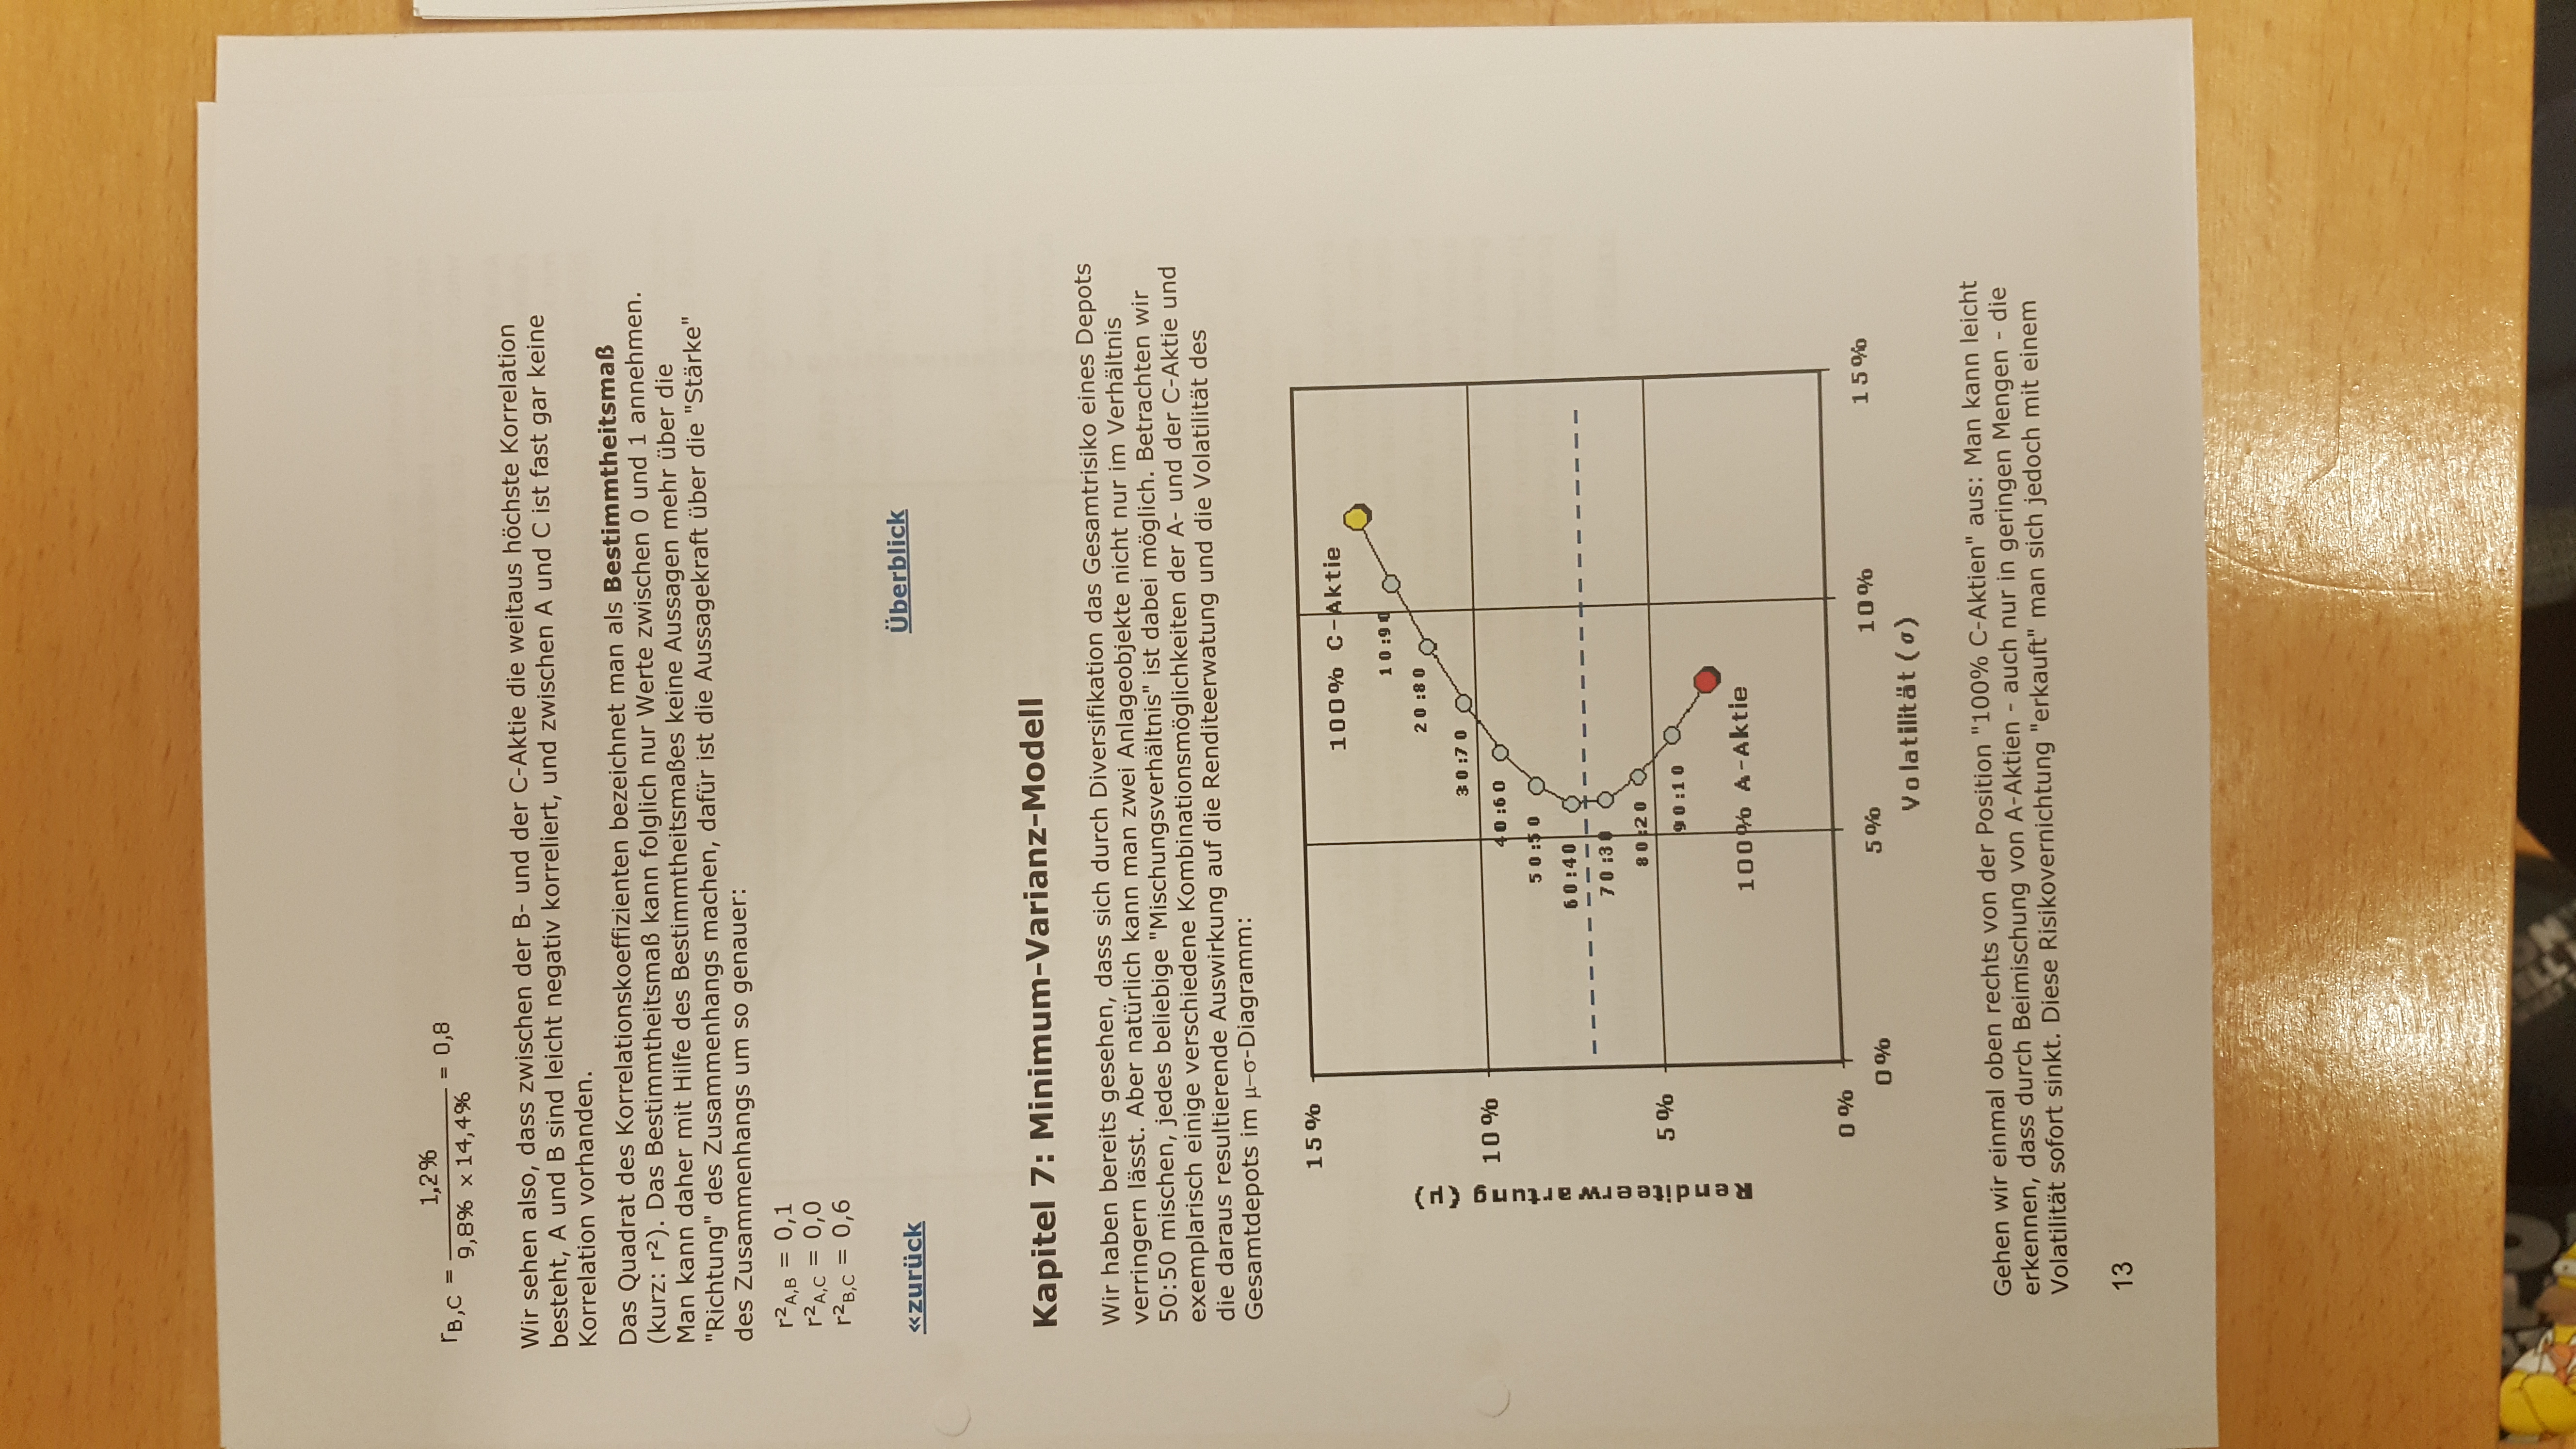 r B,C = 1,2% / 9,8% x 14,4% = 0,8
Wir sehen also, dass zwischen der B- und der C-Aktie die weitaus höchste Korrelation
besteht, A und B sind leicht negativ korreliert, und zwischen A und C ist fast gar keine
Korrelation vorhanden.
Das Quadrat des Korrelationskoeffizienten bezeichnet man als Bestimmtheitsmaß
(kurz: r²). Das Bestimmtheitsmaß kann folglich nur Werte zwischen 0 und 1 annehmen.
Man kann daher mit Hilfe des Bestimmtheitsmaßes keine Aussagen mehr über die
"Richtung" des Zusammenhangs machen, dafür ist die Aussagekraft über die "Stärke"
des Zusammenhangs um so genauer:
r²A,B = 0,1
r²A,C = 0,0
r²B,C = 0,6
«zurück Überblick
Kapitel 7: Minimum-Varianz-Modell
Wir haben bereits gesehen, dass sich durch Diversifikation das Gesamtrisiko eines Depots
verringern lässt. Aber natürlich kann man zwei Anlageobjekte nicht nur im Verhältnis
50:50 mischen, jedes beliebige "Mischungsverhältnis" ist dabei möglich. Betrachten wir
exemplarisch einige verschiedene Kombinationsmöglichkeiten der A- und der C-Aktie und
die daraus resultierende Auswirkung auf die Renditeerwatung und die Volatilität des
Gesamtdepots im μ–σ-Diagramm:
15%
100% C-Aktie
10:90
20:80
30:70
10%
40:60
50:50
60:40
70:30
80:20
5%
90:10
100% A-Aktie
0%
Renditeerwartung (μ)
0% 5% 10% 15%
Volatilität (σ)
Gehen wir einmal oben rechts von der Position "100% C-Aktien" aus: Man kann leicht
erkennen, dass durch Beimischung von A-Aktien - auch nur in geringen Mengen - die
Volatilität sofort sinkt. Diese Risikovernichtung "erkauft" man sich jedoch mit einem
13